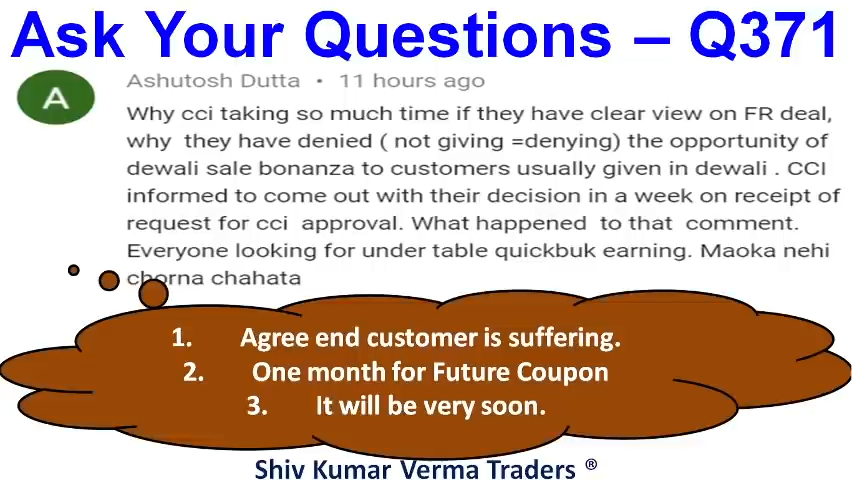 Ask Your Questions – Q371
A
Ashutosh Dutta • 11 hours ago
Why cci taking so much time if they have clear view on FR deal,
why they have denied ( not giving =denying) the opportunity of
dewali sale bonanza to customers usually given in dewali . CCI
informed to come out with their decision in a week on receipt of
request for cci approval. What happened to that comment.
Everyone looking for under table quickbuk earning. Maoka nehi
chorna chahata
1. Agree end customer is suffering.
2. One month for Future Coupon
3. It will be very soon.
Shiv Kumar Verma Traders ®